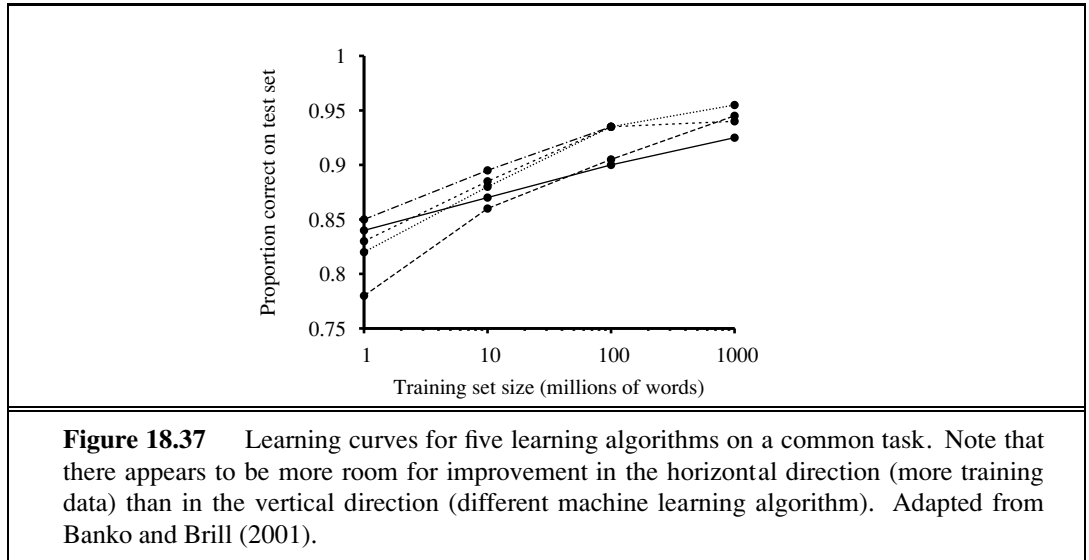 1
0.95
0.9
0.85
0.8
0.75
Proportion correct on test set
1 10 100 1000
Training set size (millions of words)
Figure 18.37 Learning curves for five learning algorithms on a common task. Note that
there appears to be more room for improvement in the horizontal direction (more training
data) than in the vertical direction (different machine learning algorithm). Adapted from
Banko and Brill (2001).